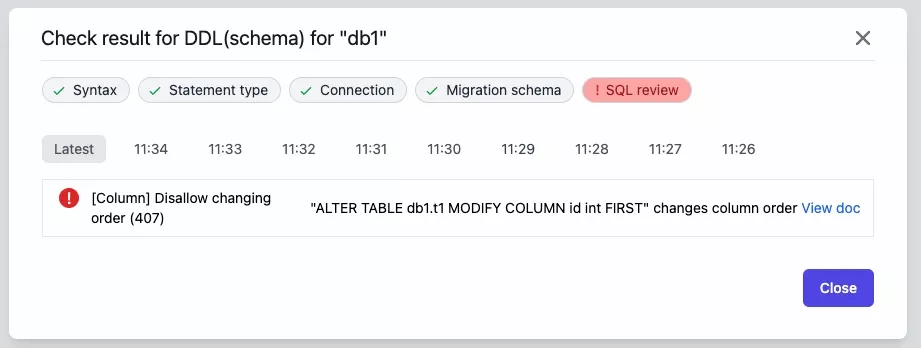 Check result for DDL(schema) for "db1"
Syntax Statement type Connection Migration schema ! SQL review
Latest 11:34 11:33 11:32 11:31 11:30 11:29 11:28 11:27 11:26
[Column] Disallow changing
order (407)
"ALTER TABLE db1.t1 MODIFY COLUMN id int FIRST" changes column order View doc
Close